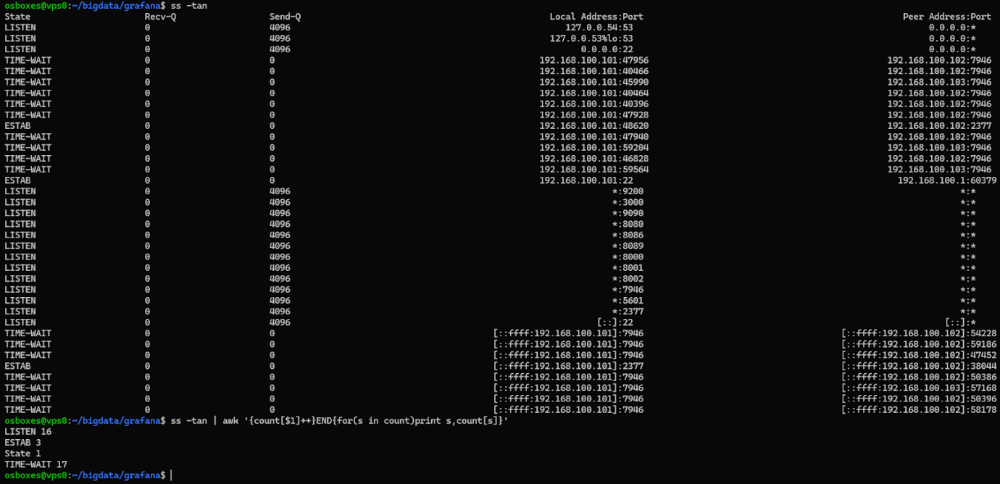 osboxes@vps0:~/bigdata/grafana$ ss -tan
State Recv-Q Send-Q Local Address:Port Peer Address:Port
LISTEN 0 4096 127.0.0.54:53 0.0.0.0:*
LISTEN 0 4096 127.0.0.53%lo:53 0.0.0.0:*
LISTEN 0 4096 0.0.0.0:22 0.0.0.0:*
TIME-WAIT 0 0 192.168.100.101:47956 192.168.100.102:7946
TIME-WAIT 0 0 192.168.100.101:40466 192.168.100.102:7946
TIME-WAIT 0 0 192.168.100.101:45990 192.168.100.103:7946
TIME-WAIT 0 0 192.168.100.101:40464 192.168.100.102:7946
TIME-WAIT 0 0 192.168.100.101:40396 192.168.100.102:7946
TIME-WAIT 0 0 192.168.100.101:47928 192.168.100.102:7946
ESTAB 0 0 192.168.100.101:48620 192.168.100.102:2377
TIME-WAIT 0 0 192.168.100.101:47940 192.168.100.102:7946
TIME-WAIT 0 0 192.168.100.101:59204 192.168.100.103:7946
TIME-WAIT 0 0 192.168.100.101:46828 192.168.100.102:7946
TIME-WAIT 0 0 192.168.100.101:59564 192.168.100.103:7946
ESTAB 0 0 192.168.100.101:22 192.168.100.1:60379
LISTEN 0 4096 *:9200 *:*
LISTEN 0 4096 *:3000 *:*
LISTEN 0 4096 *:9090 *:*
LISTEN 0 4096 *:8080 *:*
LISTEN 0 4096 *:8086 *:*
LISTEN 0 4096 *:8089 *:*
LISTEN 0 4096 *:8000 *:*
LISTEN 0 4096 *:8001 *:*
LISTEN 0 4096 *:8002 *:*
LISTEN 0 4096 *:7946 *:*
LISTEN 0 4096 *:5601 *:*
LISTEN 0 4096 *:2377 *:*
LISTEN 0 4096 [::]:22 [::]:*
TIME-WAIT 0 0 [::ffff:192.168.100.101]:7946 [::ffff:192.168.100.102]:54228
TIME-WAIT 0 0 [::ffff:192.168.100.101]:7946 [::ffff:192.168.100.102]:59186
TIME-WAIT 0 0 [::ffff:192.168.100.101]:7946 [::ffff:192.168.100.102]:47452
ESTAB 0 0 [::ffff:192.168.100.101]:2377 [::ffff:192.168.100.102]:38044
TIME-WAIT 0 0 [::ffff:192.168.100.101]:7946 [::ffff:192.168.100.102]:50386
TIME-WAIT 0 0 [::ffff:192.168.100.101]:7946 [::ffff:192.168.100.103]:57168
TIME-WAIT 0 0 [::ffff:192.168.100.101]:7946 [::ffff:192.168.100.102]:50396
TIME-WAIT 0 0 [::ffff:192.168.100.101]:7946 [::ffff:192.168.100.102]:58178
osboxes@vps0:~/bigdata/grafana$ ss -tan | awk '{count[$1]++}END{for(s in count)print s,count[s]}'
LISTEN 16
ESTAB 3
State 1
TIME-WAIT 17
osboxes@vps0:~/bigdata/grafana$